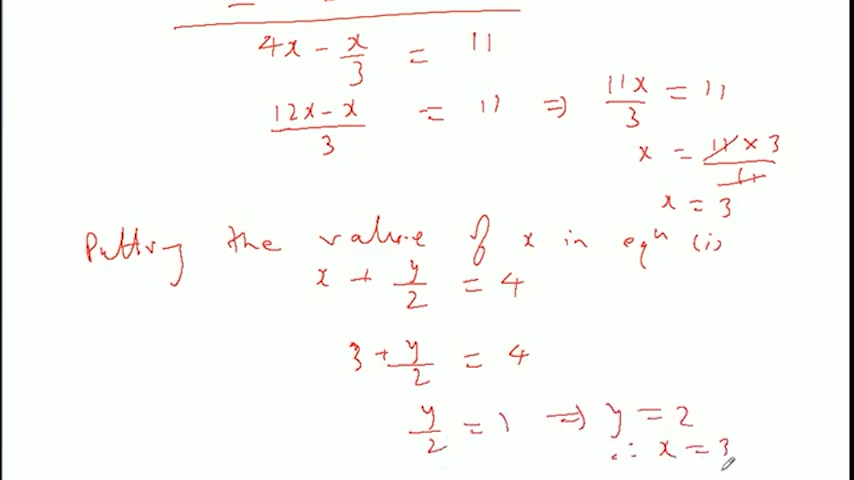 4x - x/3 = 11
(12x - x)/3 = 11 ⇒ 11x/3 = 11
x = (11 × 3)/11
x = 3
Putting the value of x in eqⁿ (i)
x + y/2 = 4
3 + y/2 = 4
y/2 = 1 ⇒ y = 2
∴ x = 3